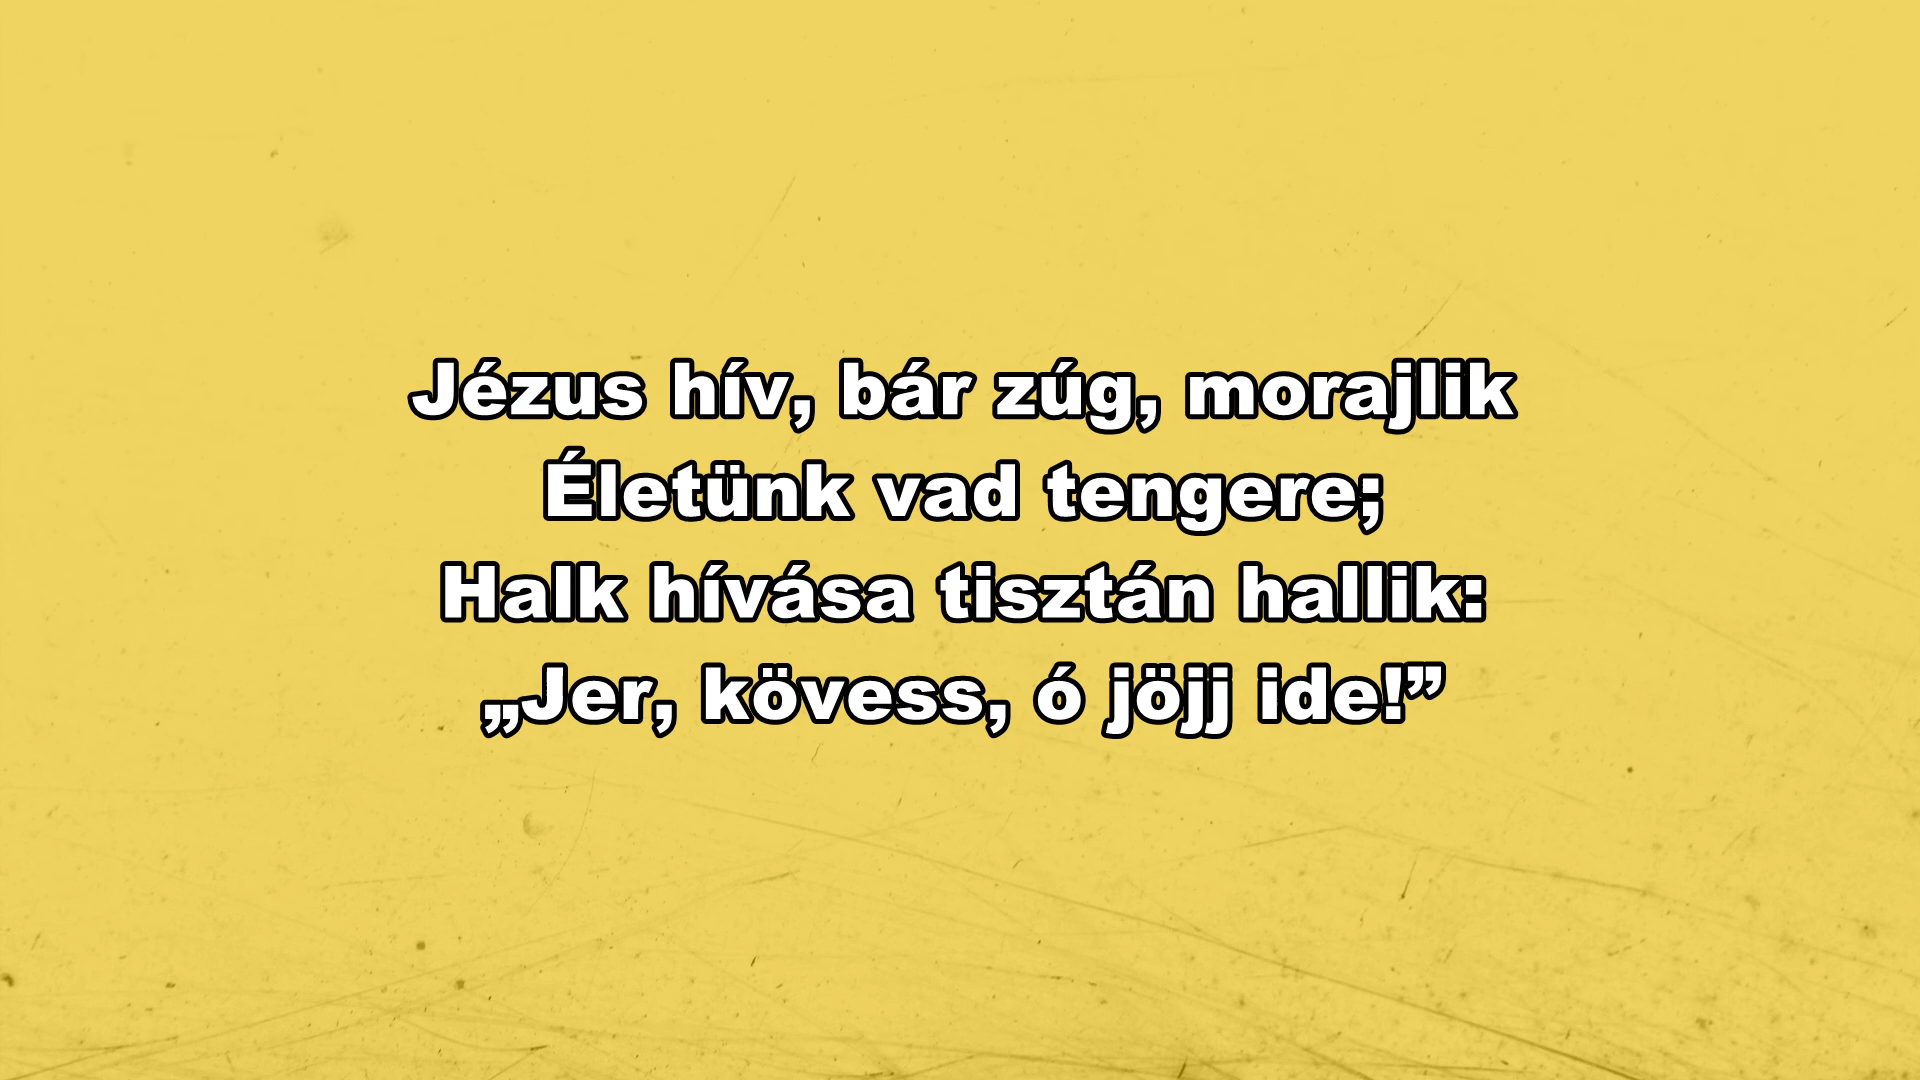 Jézus hív, bár zúg, morajlik
Életünk vad tengere;
Halk hívása tisztán hallik:
„Jer, kövess, ó jöjj ide!”